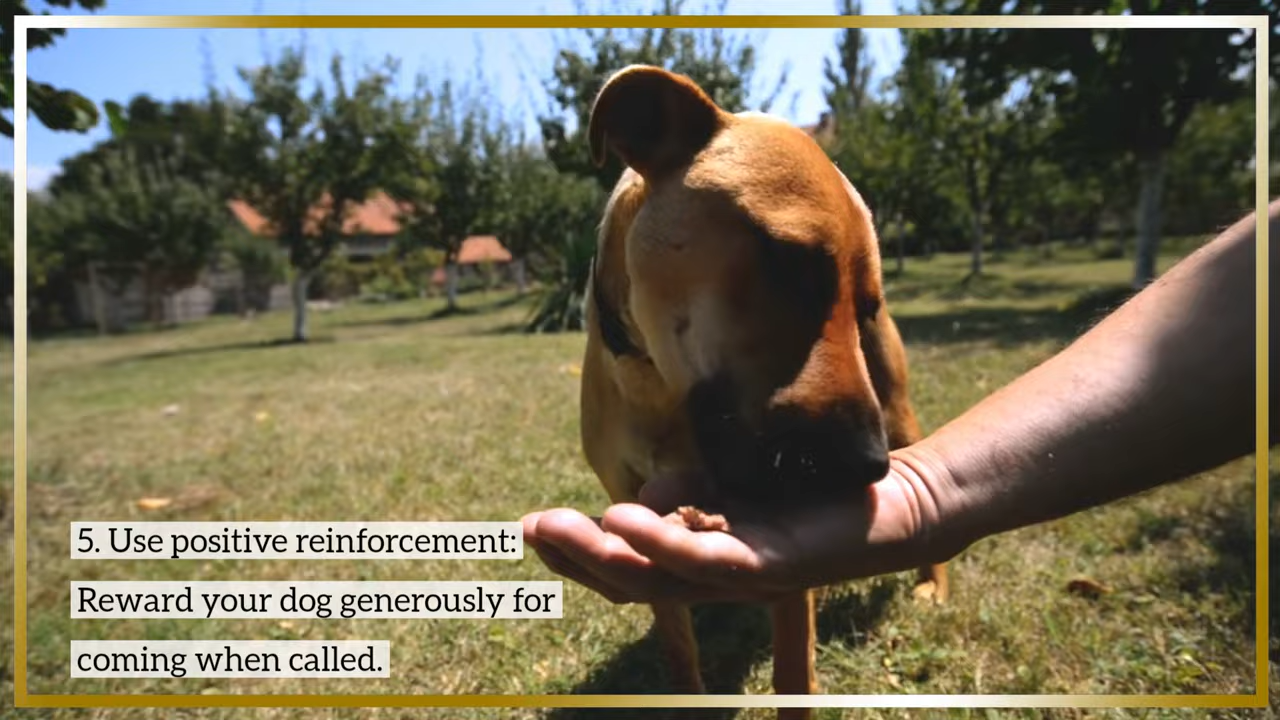 5. Use positive reinforcement:
Reward your dog generously for
coming when called.